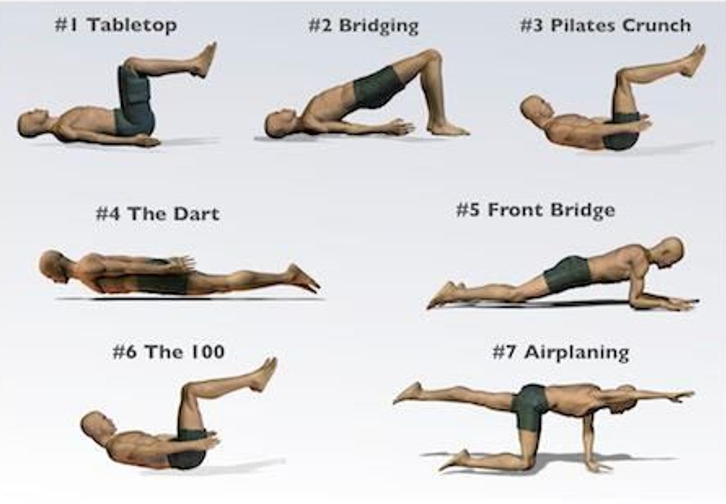 #1 Tabletop
#2 Bridging
#3 Pilates Crunch
#4 The Dart
#5 Front Bridge
#6 The 100
#7 Airplaning